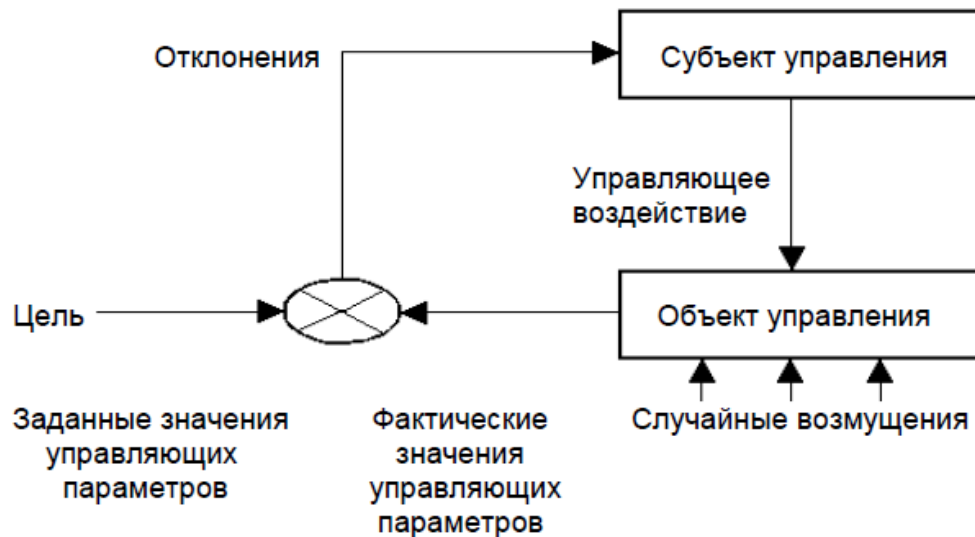 Отклонения
Субъект управления
Управляющее
воздействие
Цель
Объект управления
Заданные значения
управляющих
параметров
Фактические
значения
управляющих
параметров
Случайные возмущения